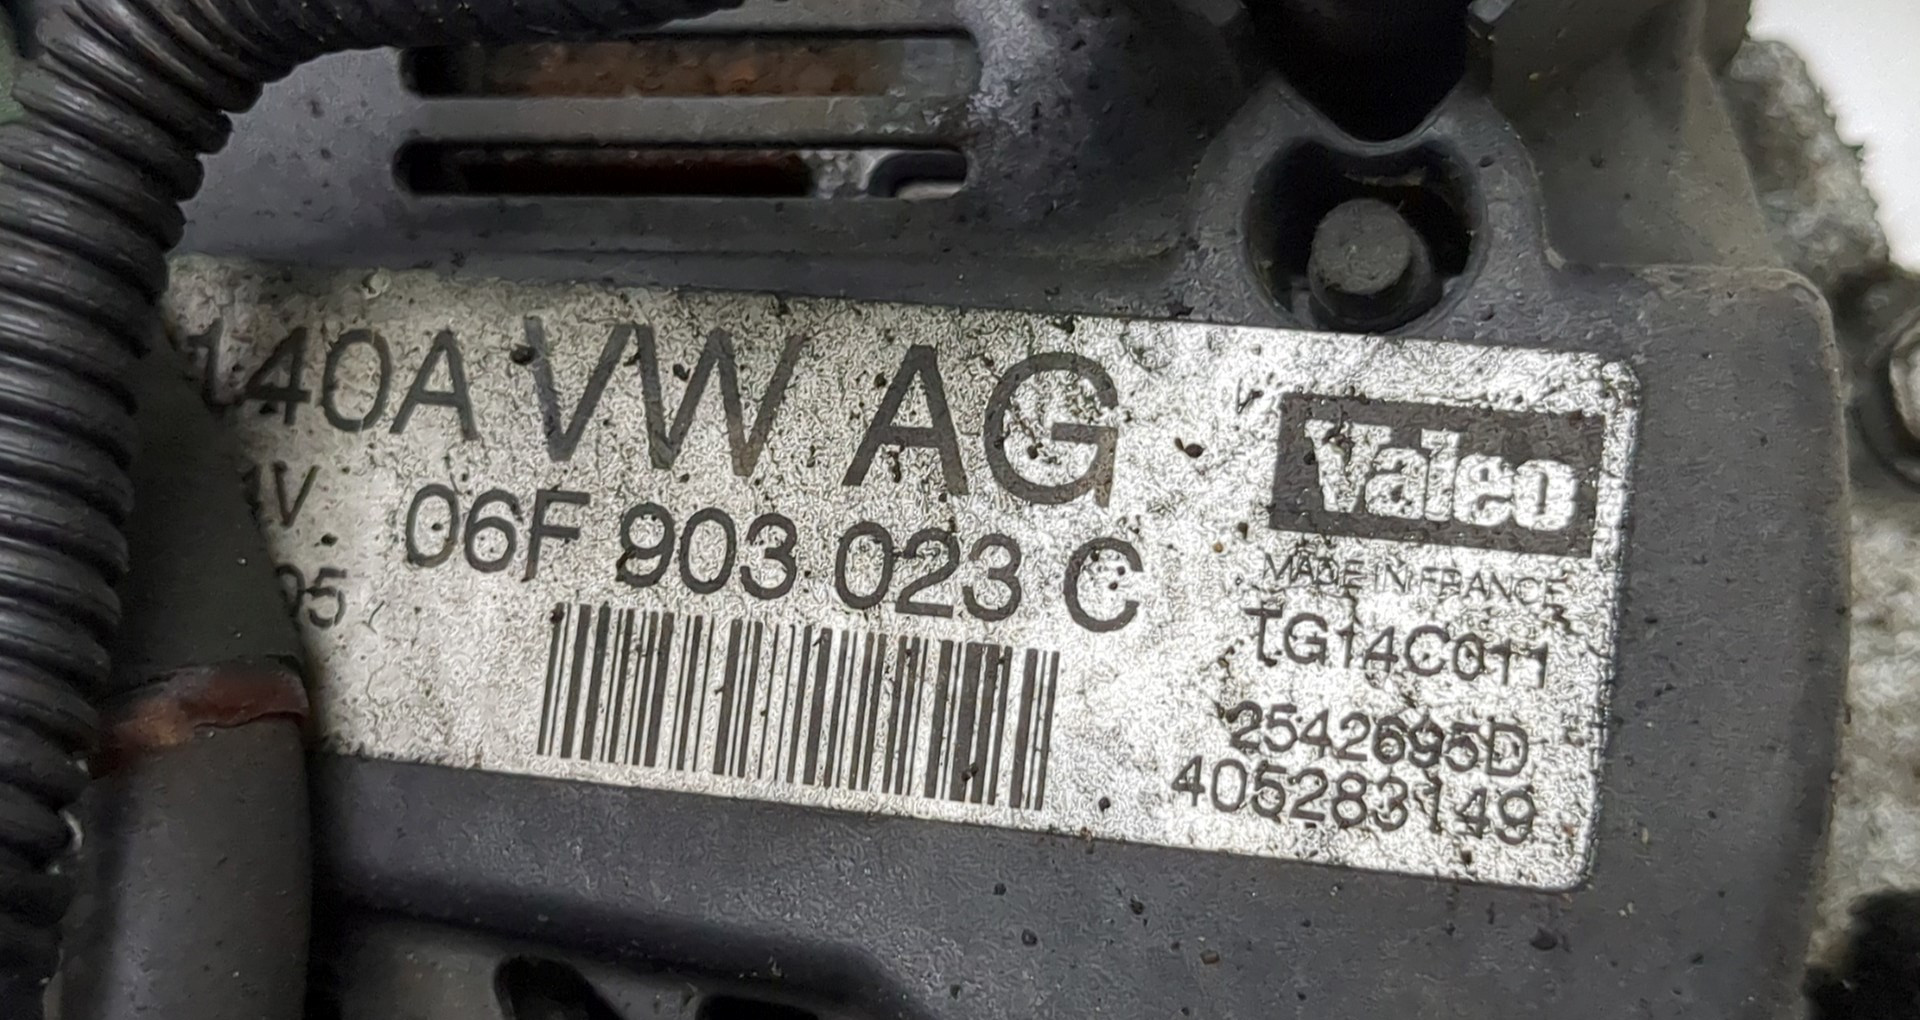 140A VW AG
Valeo
06F 903 023 C
MADE IN FRANCE
TG14C011
2542695D
405283149